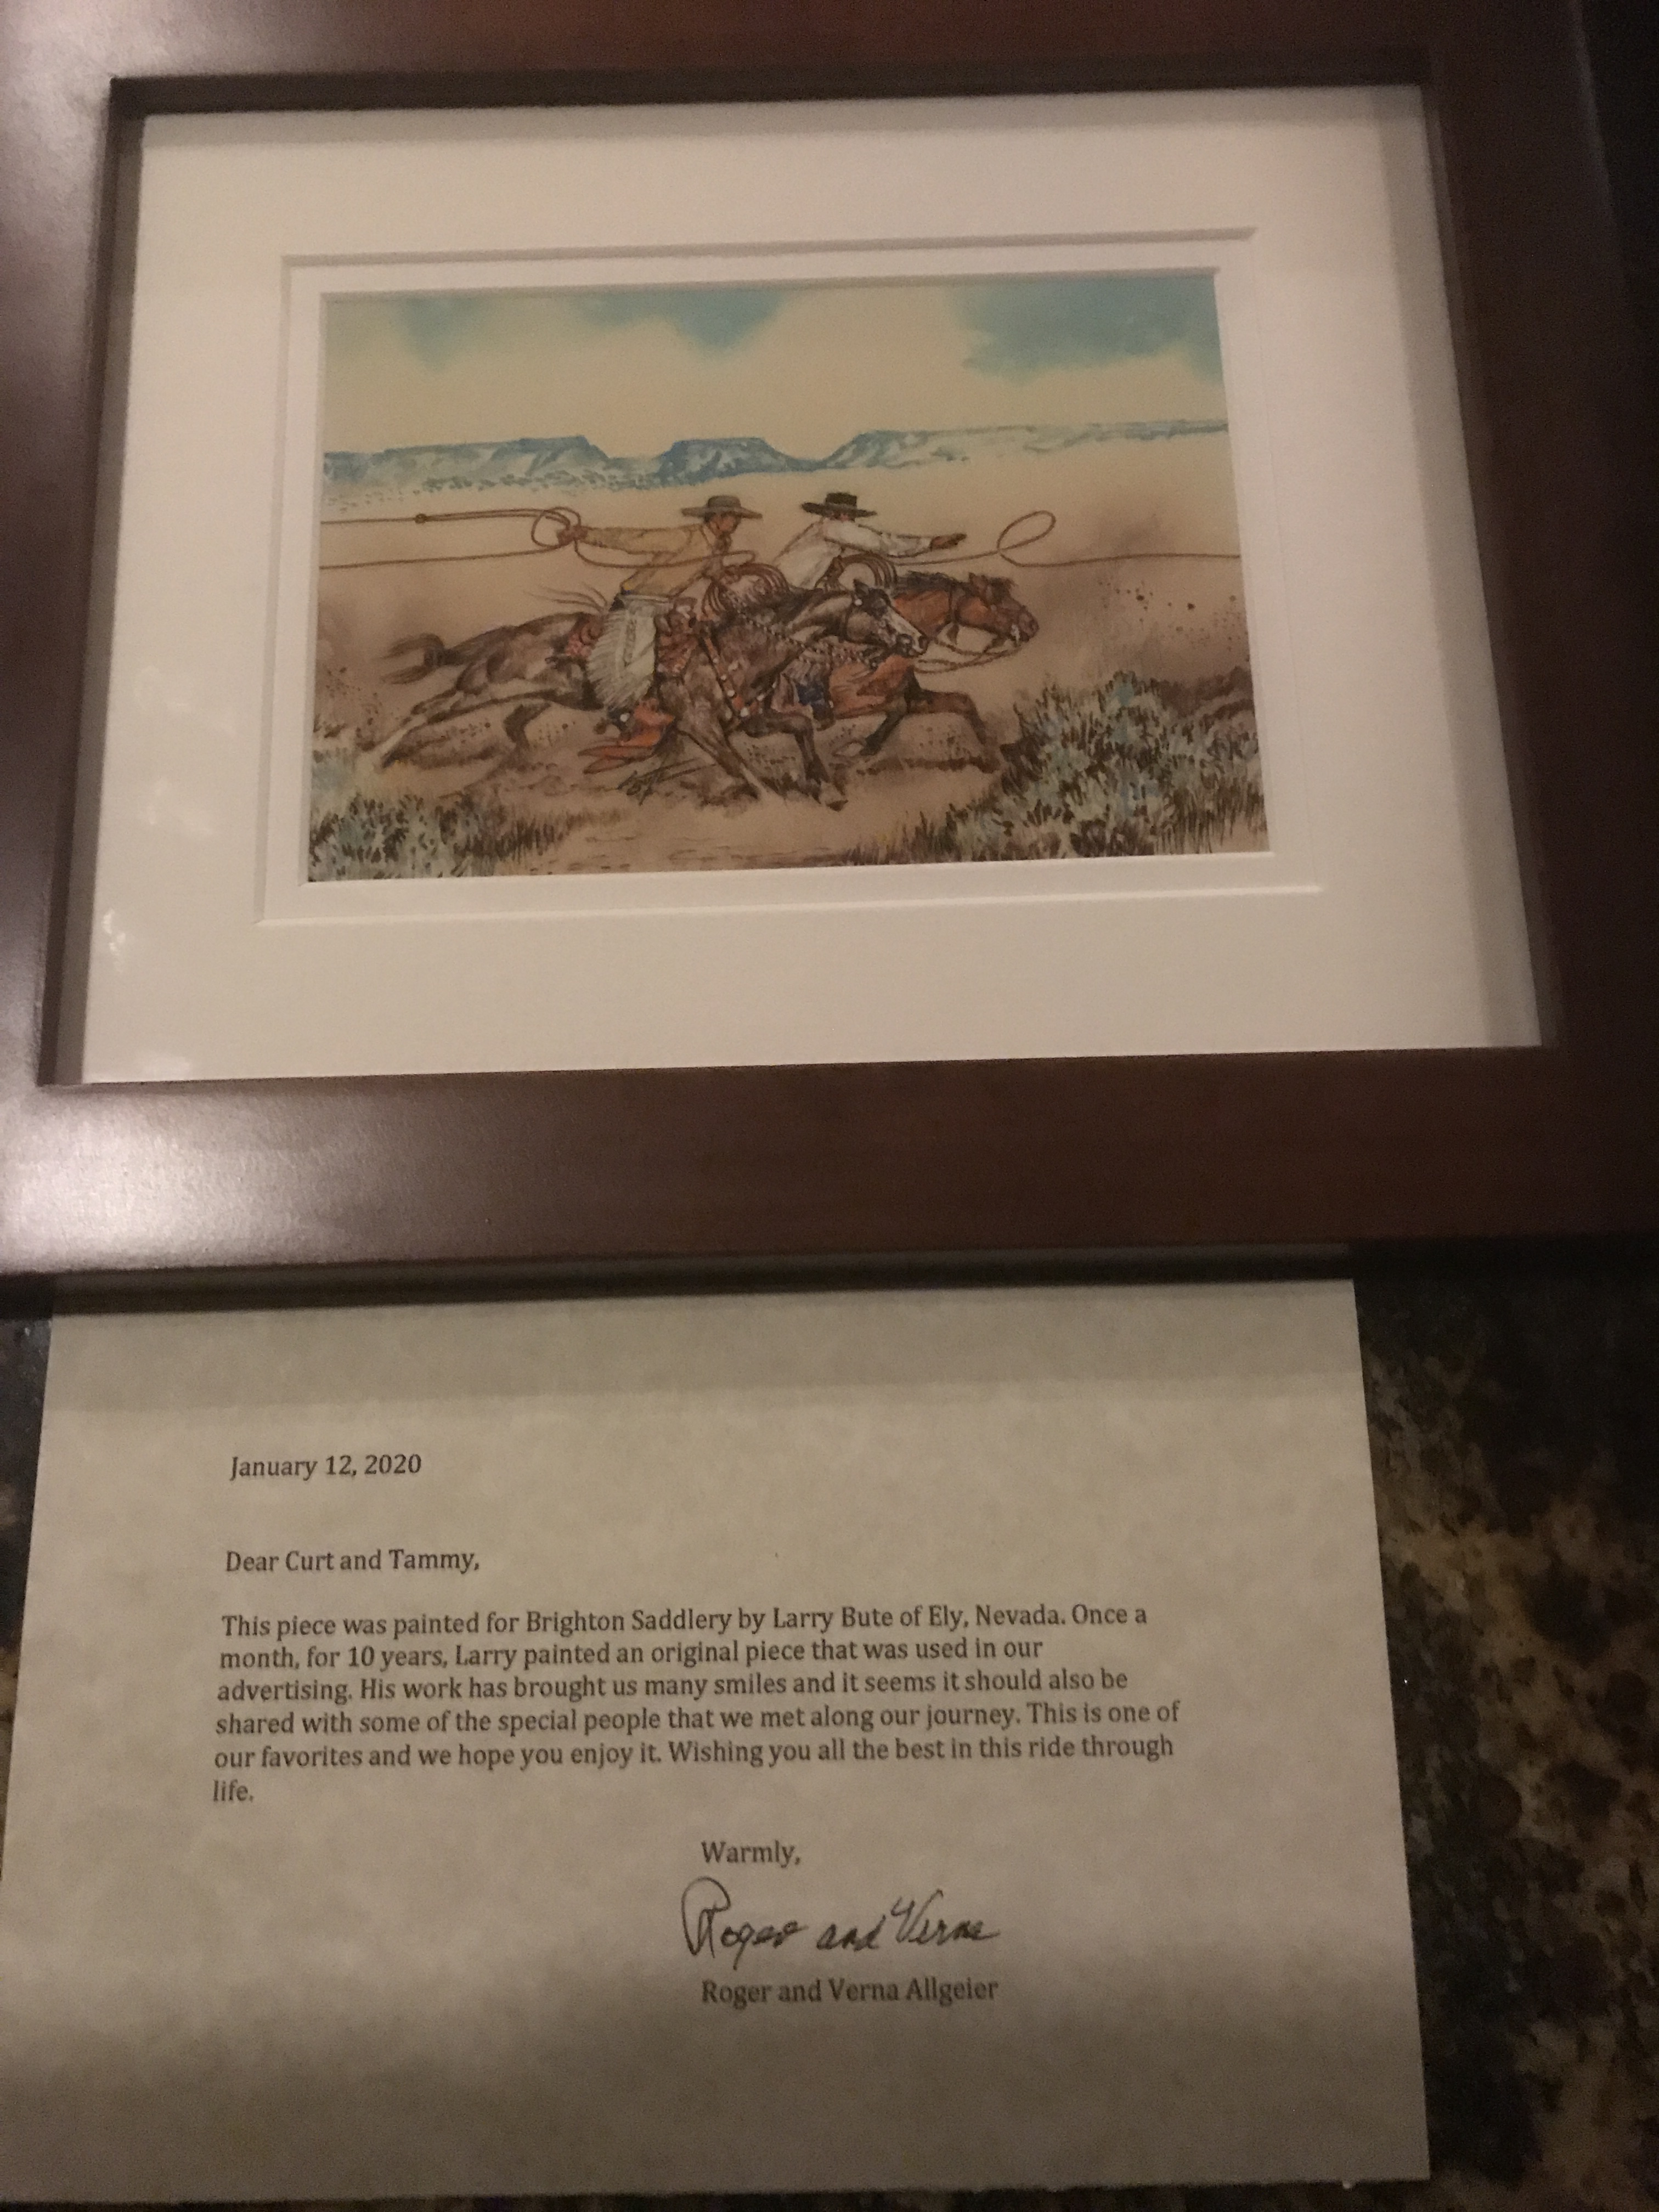 January 12, 2020
Dear Curt and Tammy,
This piece was painted for Brighton Saddlery by Larry Bute of Ely, Nevada. Once a
month, for 10 years, Larry painted an original piece that was used in our
advertising. His work has brought us many smiles and it seems it should also be
shared with some of the special people that we met along our journey. This is one of
our favorites and we hope you enjoy it. Wishing you all the best in this ride through
life.
Warmly,
Roger and Verna
Roger and Verna Allgeier